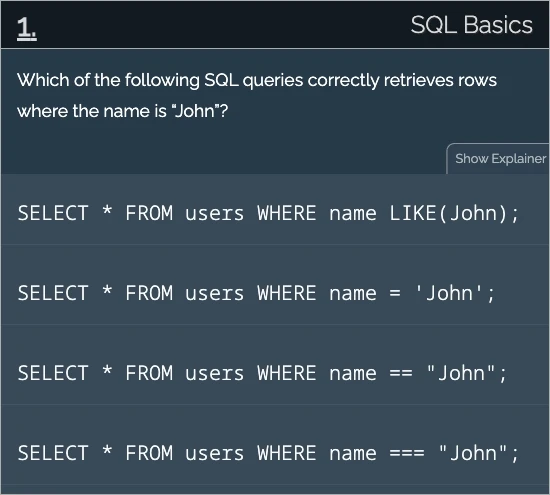 1.
SQL Basics
Which of the following SQL queries correctly retrieves rows
where the name is “John”?
Show Explainer
SELECT * FROM users WHERE name LIKE(John);
SELECT * FROM users WHERE name = 'John';
SELECT * FROM users WHERE name == "John";
SELECT * FROM users WHERE name === "John";